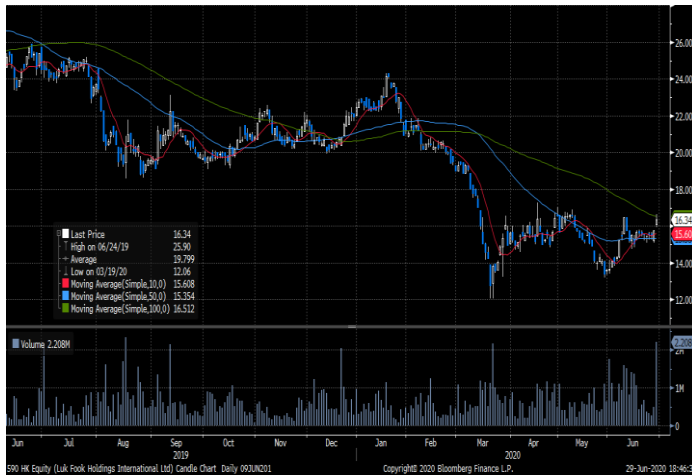 26.00
24.00
22.00
20.00
18.00
16.34
15.60
14.00
12.00
Last Price 16.34
High on 06/24/19 25.90
Average 19.799
Low on 03/19/20 12.06
Moving Average(Simple,10,0) 15.608
Moving Average(Simple,50,0) 15.354
Moving Average(Simple,100,0) 16.512
Volume 2.208M
2.208
1M
0
Jun Jul Aug Sep Oct Nov Dec Jan Feb Mar Apr May Jun
2019 2020
590 HK Equity (Luk Fook Holdings International Ltd) Candle Chart Daily 09JUN201 Copyright© 2020 Bloomberg Finance L.P. 29-Jun-2020 18:46:3